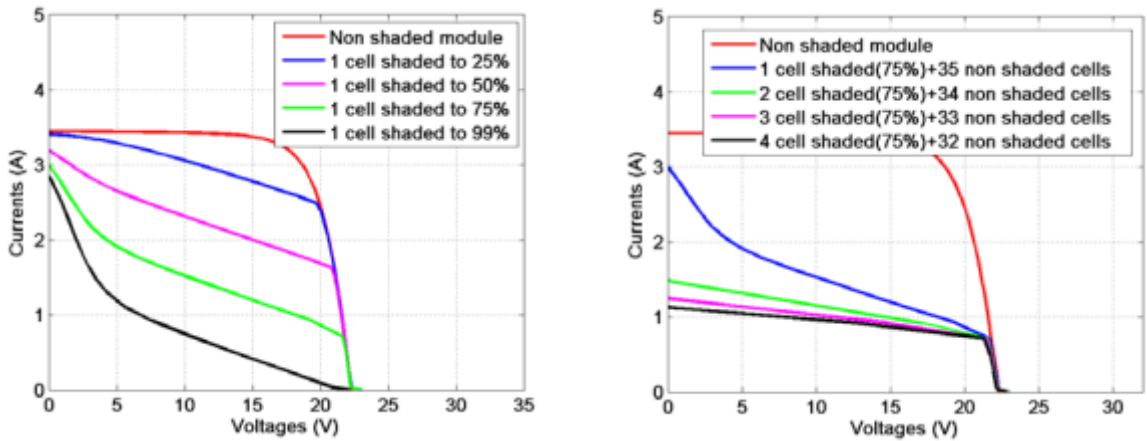 5
4
3
2
1
0
Currents (A)
Non shaded module
1 cell shaded to 25%
1 cell shaded to 50%
1 cell shaded to 75%
1 cell shaded to 99%
0 5 10 15 20 25 30 35
Voltages (V)
5
4
3
2
1
0
Currents (A)
Non shaded module
1 cell shaded(75%)+35 non shaded cells
2 cell shaded(75%)+34 non shaded cells
3 cell shaded(75%)+33 non shaded cells
4 cell shaded(75%)+32 non shaded cells
0 5 10 15 20 25 30
Voltages (V)